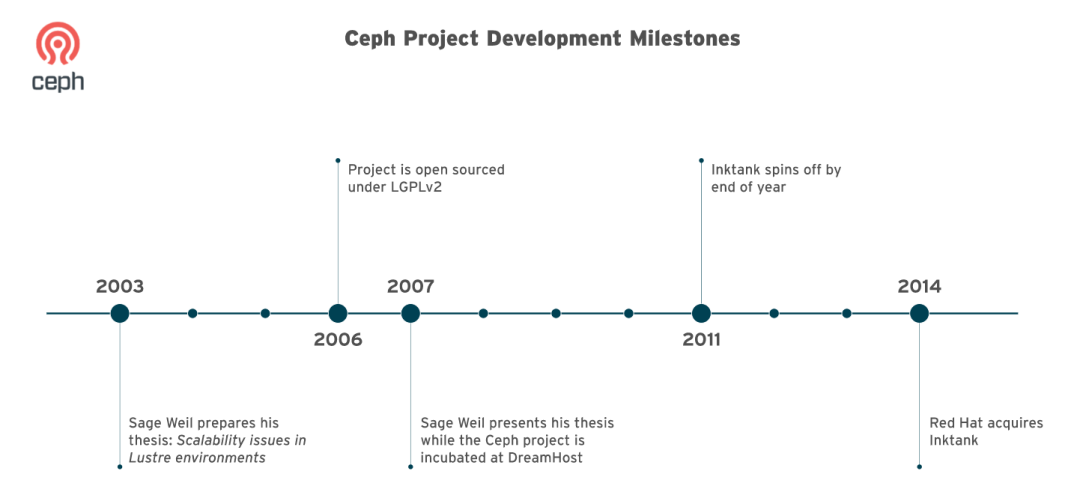 ceph
Ceph Project Development Milestones
Project is open sourced
under LGPLv2
Inktank spins off by
end of year
2003
2007
2014
2006
2011
Sage Weil prepares his
thesis: Scalability issues in
Lustre environments
Sage Weil presents his thesis
while the Ceph project is
incubated at DreamHost
Red Hat acquires
Inktank